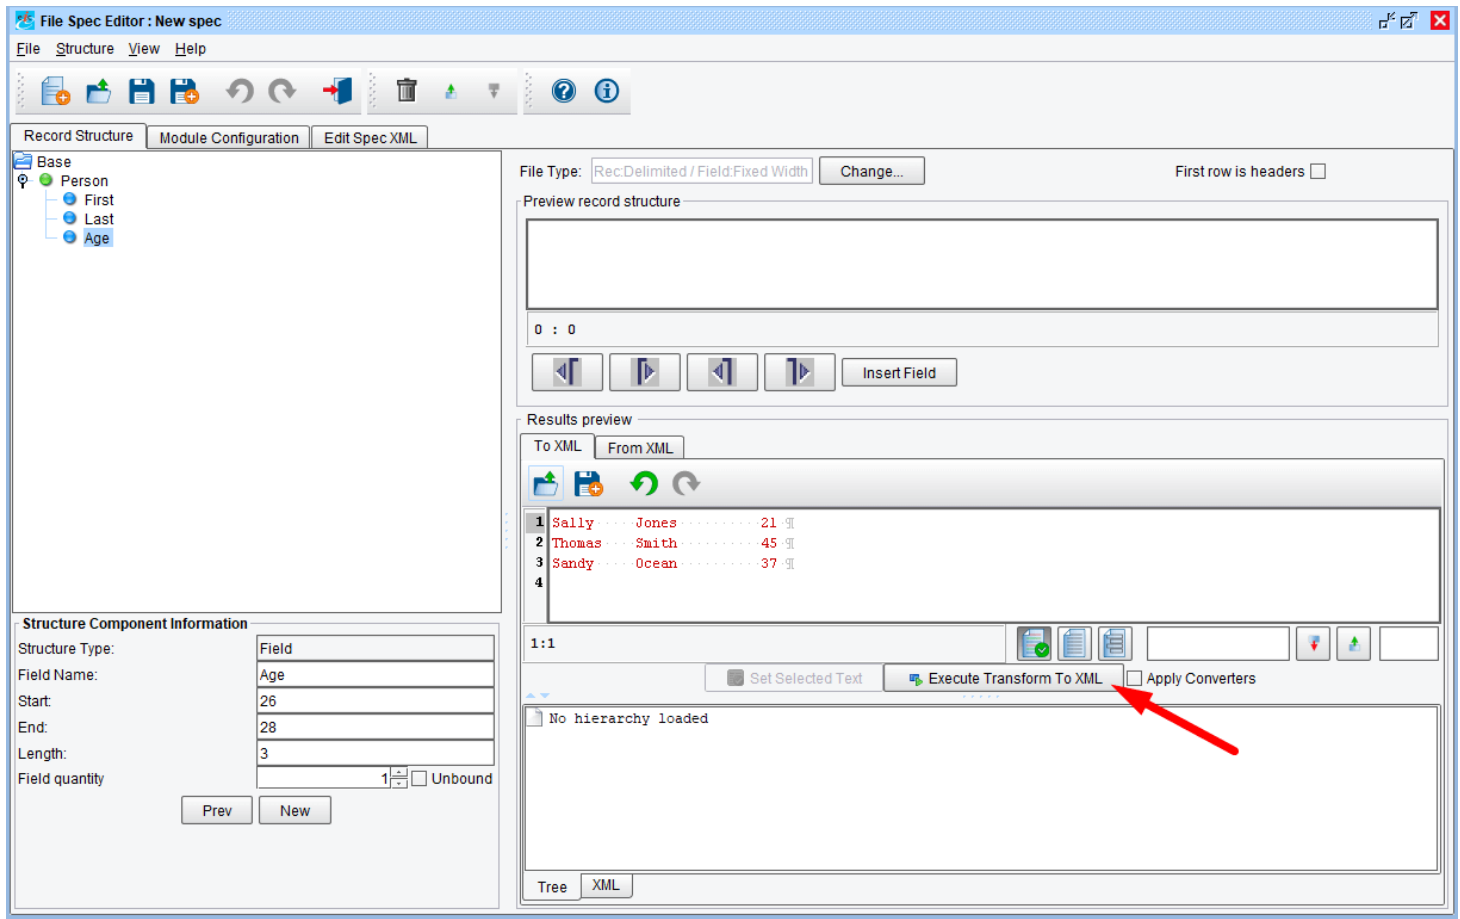 File Spec Editor : New spec
File Structure View Help
Record Structure Module Configuration Edit Spec XML
Base
Person
First
Last
Age
File Type: Rec:Delimited / Field:Fixed Width Change... First row is headers
Preview record structure
0 : 0
Insert Field
Results preview
To XML From XML
1 Sally·····Jones··········21·¶
2 Thomas····Smith··········45·¶
3 Sandy·····Ocean··········37·¶
4
1:1
Set Selected Text Execute Transform To XML Apply Converters
No hierarchy loaded
Tree XML
Structure Component Information
Structure Type: Field
Field Name: Age
Start: 26
End: 28
Length: 3
Field quantity 1 Unbound
Prev New